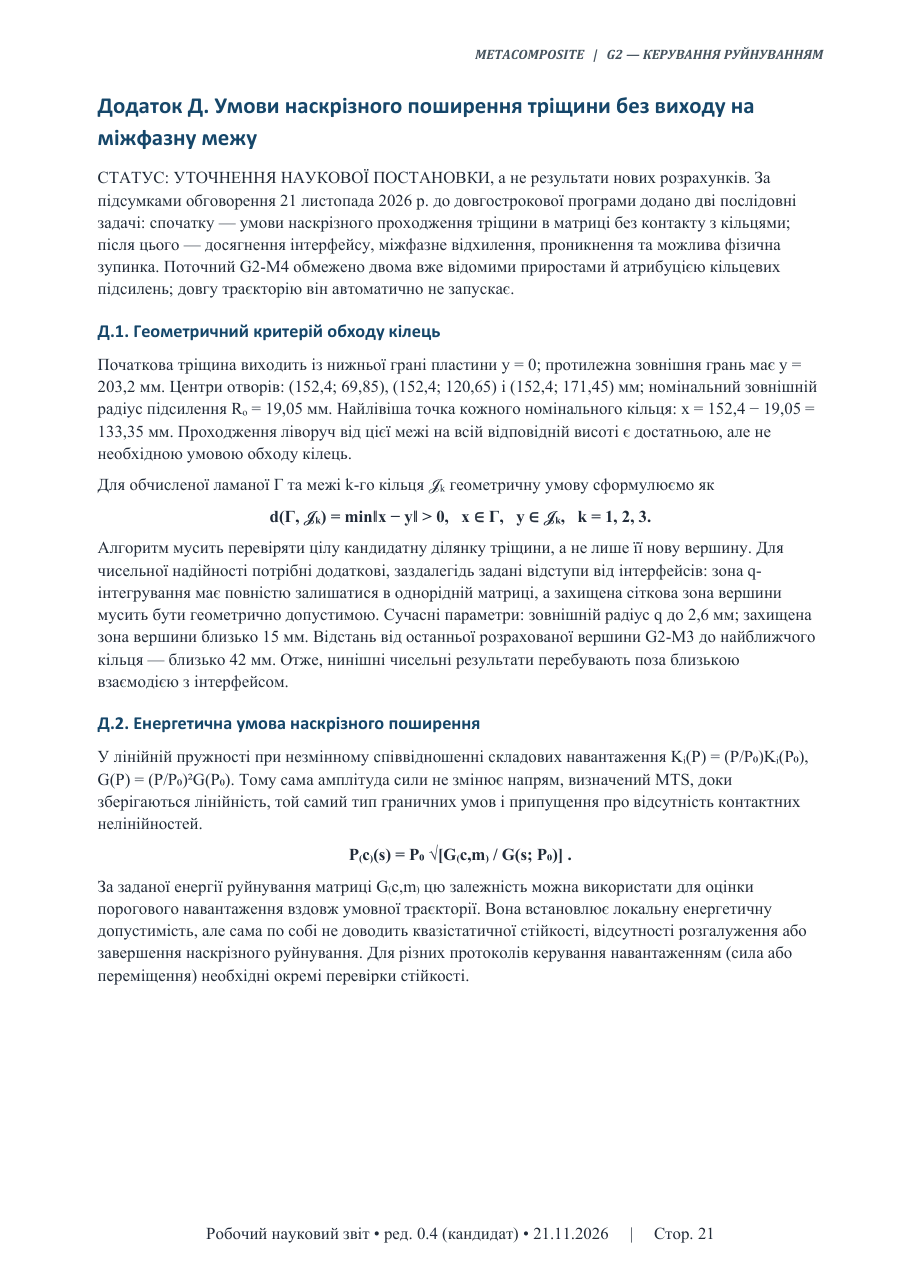 METACOMPOSITE | G2 — КЕРУВАННЯ РУЙНУВАННЯМ
Додаток Д. Умови наскрізного поширення тріщини без виходу на
міжфазну межу
СТАТУС: УТОЧНЕННЯ НАУКОВОЇ ПОСТАНОВКИ, а не результати нових розрахунків. За
підсумками обговорення 21 листопада 2026 р. до довгострокової програми додано дві послідовні
задачі: спочатку — умови наскрізного проходження тріщини в матриці без контакту з кільцями;
після цього — досягнення інтерфейсу, міжфазне відхилення, проникнення та можлива фізична
зупинка. Поточний G2-M4 обмежено двома вже відомими приростами й атрибуцією кільцевих
підсилень; довгу траєкторію він автоматично не запускає.
Д.1. Геометричний критерій обходу кілець
Початкова тріщина виходить із нижньої грані пластини y = 0; протилежна зовнішня грань має y =
203,2 мм. Центри отворів: (152,4; 69,85), (152,4; 120,65) і (152,4; 171,45) мм; номінальний зовнішній
радіус підсилення Rₒ = 19,05 мм. Найлівіша точка кожного номінального кільця: x = 152,4 − 19,05 =
133,35 мм. Проходження ліворуч від цієї межі на всій відповідній висоті є достатньою, але не
необхідною умовою обходу кілець.
Для обчисленої ламаної Γ та межі k-го кільця 𝒥ₖ геометричну умову сформулюємо як
d(Γ, 𝒥ₖ) = min‖x − y‖ > 0, x ∈ Γ, y ∈ 𝒥ₖ, k = 1, 2, 3.
Алгоритм мусить перевіряти цілу кандидатну ділянку тріщини, а не лише її нову вершину. Для
чисельної надійності потрібні додаткові, заздалегідь задані відступи від інтерфейсів: зона q-
інтегрування має повністю залишатися в однорідній матриці, а захищена сіткова зона вершини
мусить бути геометрично допустимою. Сучасні параметри: зовнішній радіус q до 2,6 мм; захищена
зона вершини близько 15 мм. Відстань від останньої розрахованої вершини G2-M3 до найближчого
кільця — близько 42 мм. Отже, нинішні чисельні результати перебувають поза близькою
взаємодією з інтерфейсом.
Д.2. Енергетична умова наскрізного поширення
У лінійній пружності при незмінному співвідношенні складових навантаження Kᵢ(P) = (P/P₀)Kᵢ(P₀),
G(P) = (P/P₀)²G(P₀). Тому сама амплітуда сили не змінює напрям, визначений MTS, доки
зберігаються лінійність, той самий тип граничних умов і припущення про відсутність контактних
нелінійностей.
P₍c₎(s) = P₀ √[G₍c,m₎ / G(s; P₀)] .
За заданої енергії руйнування матриці G₍c,m₎ цю залежність можна використати для оцінки
порогового навантаження вздовж умовної траєкторії. Вона встановлює локальну енергетичну
допустимість, але сама по собі не доводить квазістатичної стійкості, відсутності розгалуження або
завершення наскрізного руйнування. Для різних протоколів керування навантаженням (сила або
переміщення) необхідні окремі перевірки стійкості.
Робочий науковий звіт • ред. 0.4 (кандидат) • 21.11.2026 | Стор. 21